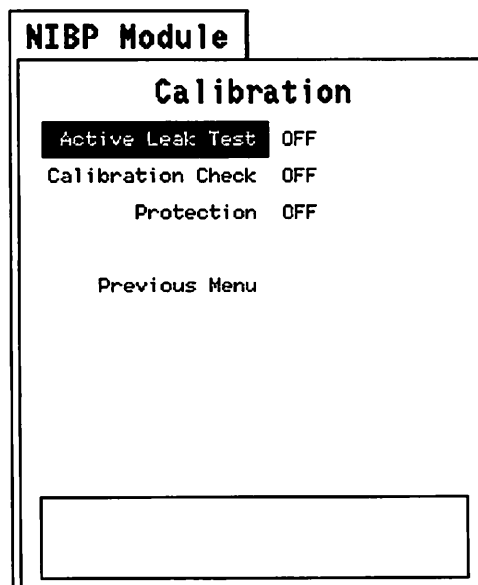 NIBP Module
Calibration
Active Leak Test OFF
Calibration Check OFF
Protection OFF
Previous Menu